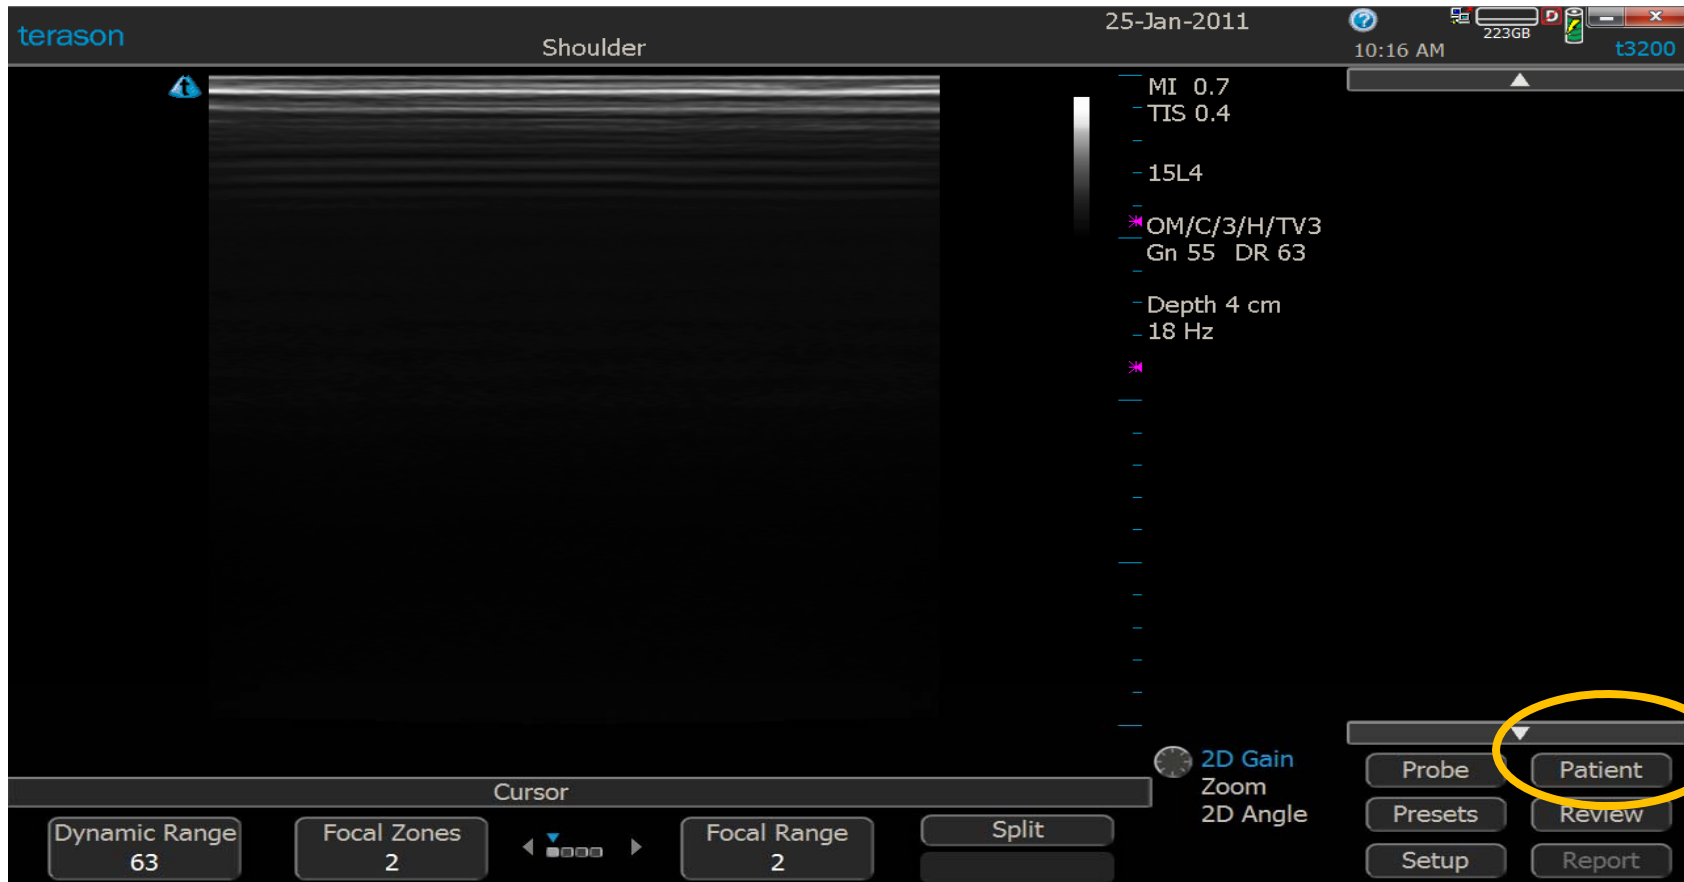 terason
Shoulder
25-Jan-2011
10:16 AM
223GB
D
t3200
t
MI 0.7
TIS 0.4
15L4
OM/C/3/H/TV3
Gn 55 DR 63
Depth 4 cm
18 Hz
2D Gain
Zoom
2D Angle
Probe
Patient
Presets
Review
Setup
Report
Cursor
Dynamic Range
63
Focal Zones
2
Focal Range
2
Split